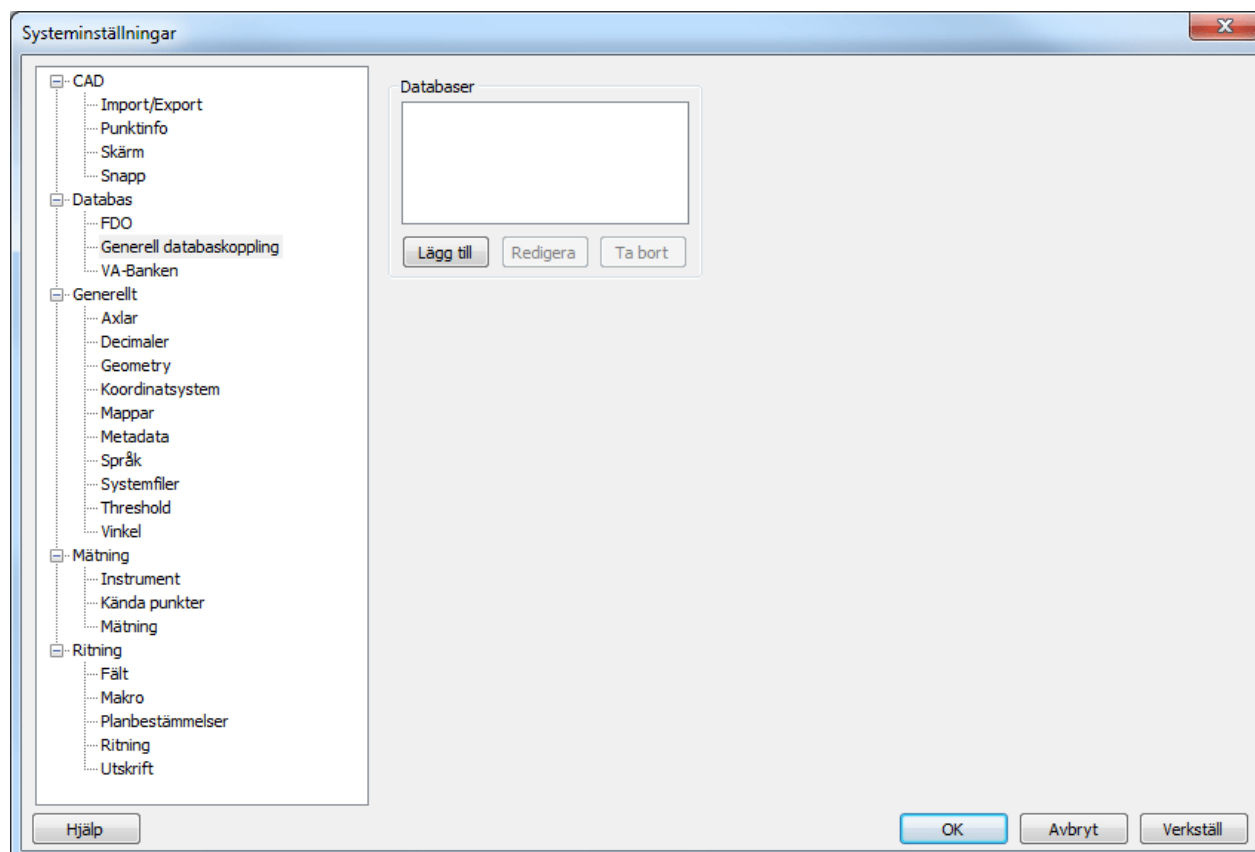 Systeminställningar
CAD
Import/Export
Punktinfo
Skärm
Snapp
Databas
FDO
Generell databaskoppling
VA-Banken
Generellt
Axlar
Decimaler
Geometry
Koordinatsystem
Mappar
Metadata
Språk
Systemfiler
Threshold
Vinkel
Mätning
Instrument
Kända punkter
Mätning
Ritning
Fält
Makro
Planbestämmelser
Ritning
Utskrift
Databaser
Lägg till Redigera Ta bort
Hjälp OK Avbryt Verkställ